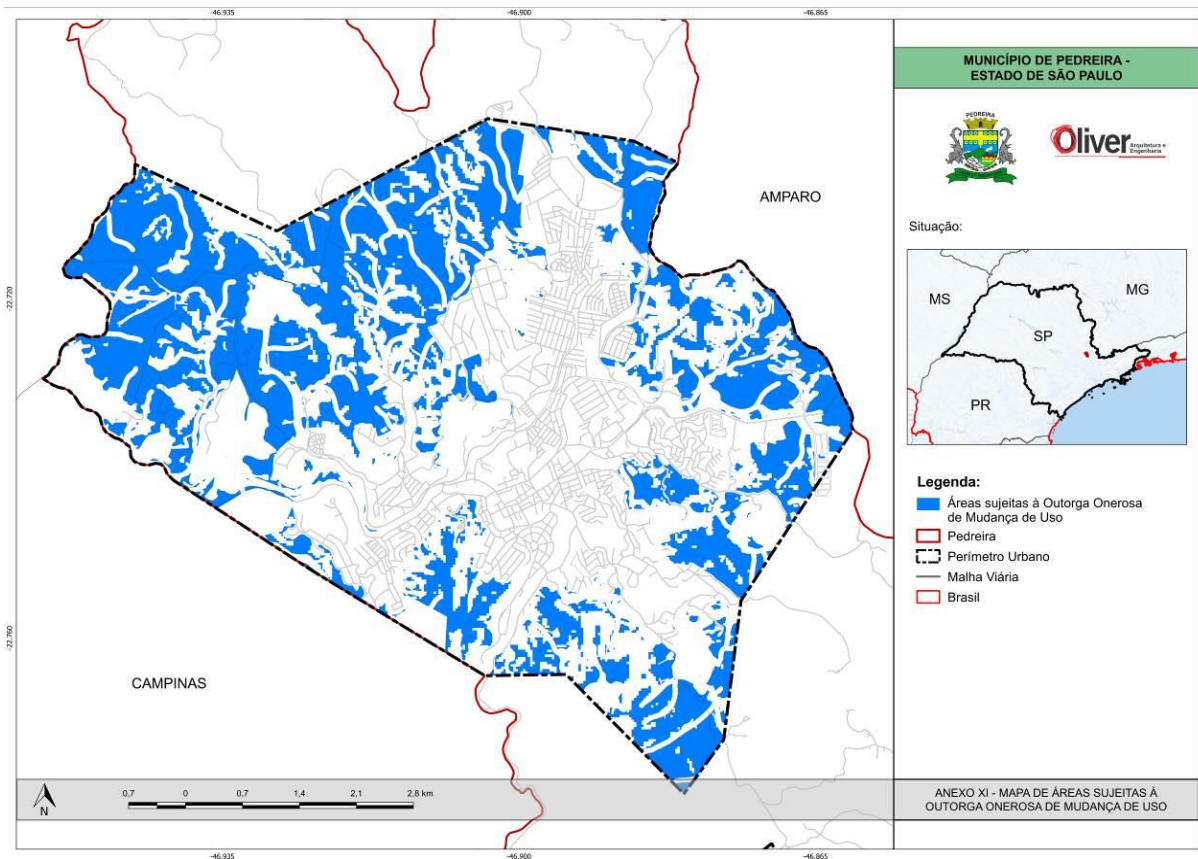 -46.935 -46.900 -46.865
-22.720
-22.760
AMPARO
CAMPINAS
0,7 0 0,7 1,4 2,1 2,8 km
N
-46.935 -46.900 -46.865
MUNICÍPIO DE PEDREIRA -
ESTADO DE SÃO PAULO
PEDREIRA
Oliver Arquitetura e
Engenharia
Situação:
MS
MG
SP
PR
Legenda:
Áreas sujeitas à Outorga Onerosa
de Mudança de Uso
Pedreira
Perímetro Urbano
Malha Viária
Brasil
ANEXO XI - MAPA DE ÁREAS SUJEITAS À
OUTORGA ONEROSA DE MUDANÇA DE USO